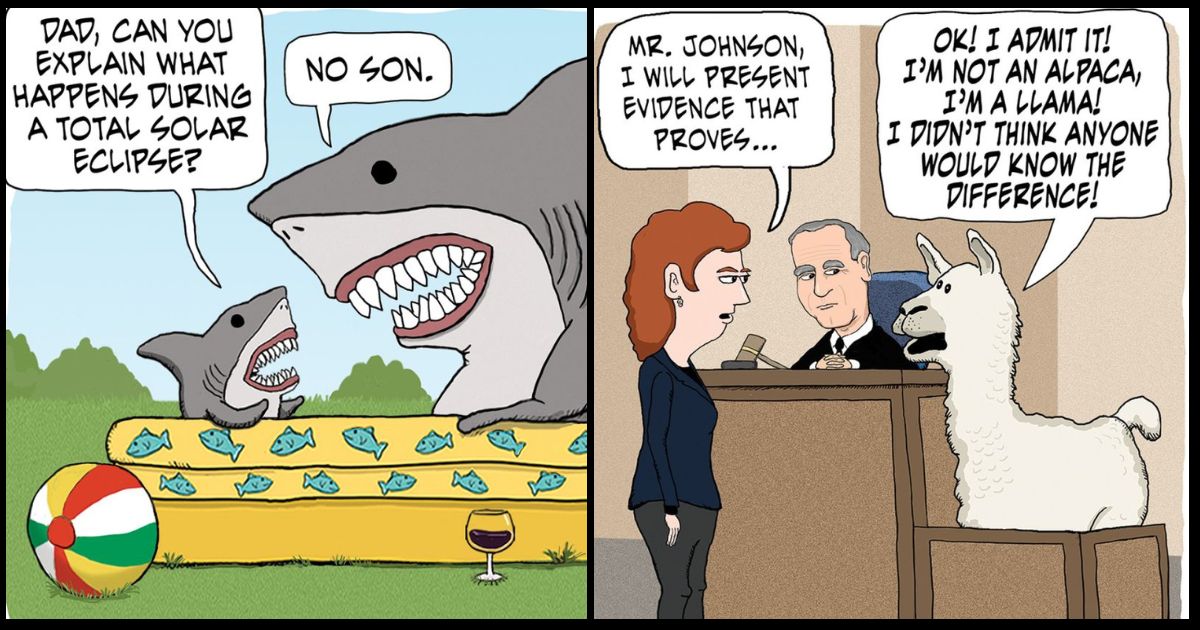 DAD, CAN YOU
EXPLAIN WHAT
HAPPENS DURING
A TOTAL SOLAR
ECLIPSE?
NO SON.
MR. JOHNSON,
I WILL PRESENT
EVIDENCE THAT
PROVES...
OK! I ADMIT IT!
I'M NOT AN ALPACA,
I'M A LLAMA!
I DIDN'T THINK ANYONE
WOULD KNOW THE
DIFFERENCE!